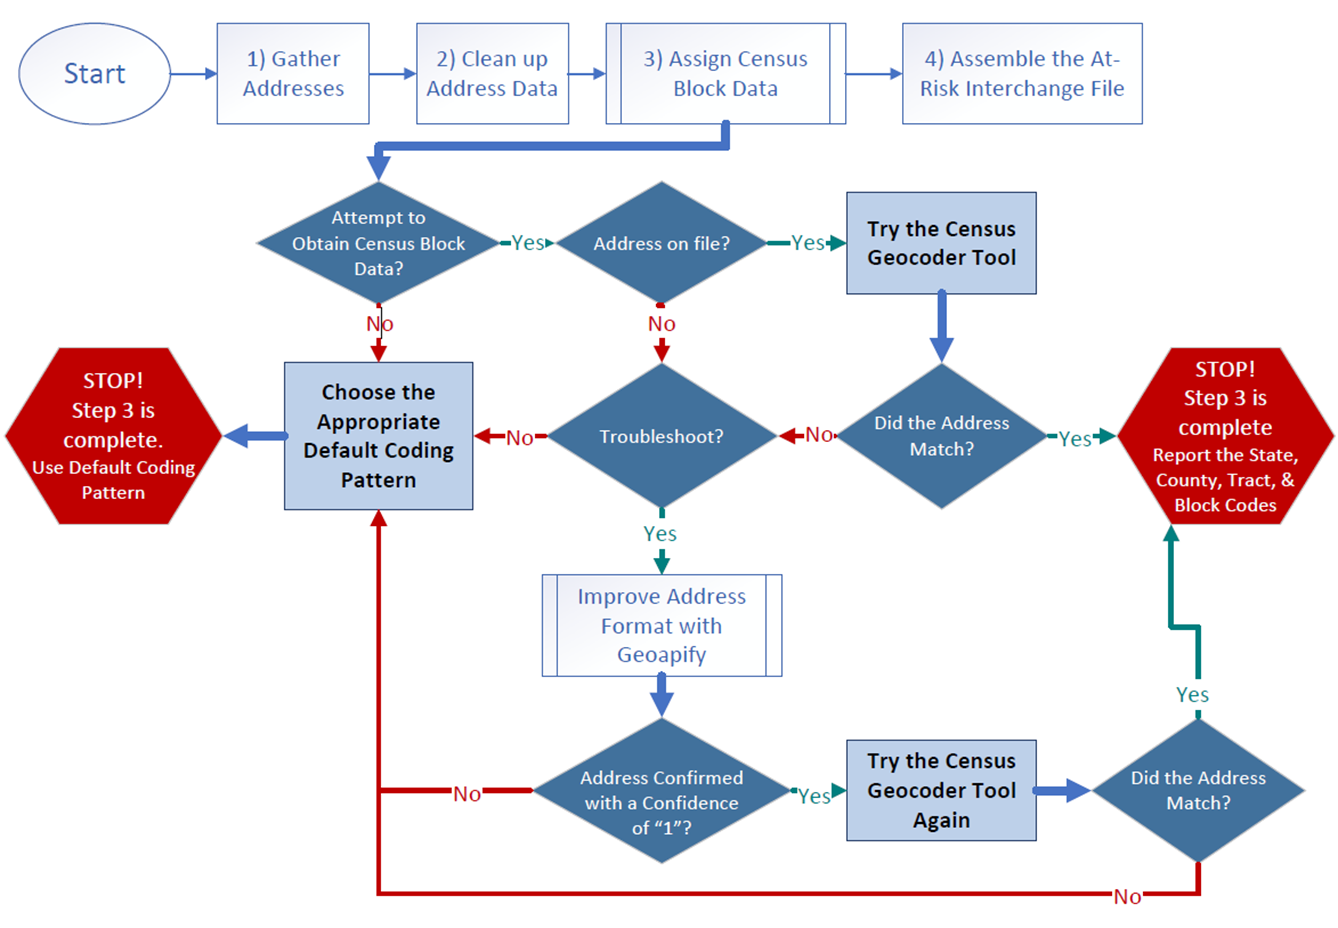 Start
1) Gather
Addresses
2) Clean up
Address Data
3) Assign Census
Block Data
4) Assemble the At-
Risk Interchange File
Attempt to
Obtain Census Block
Data?
Yes
Address on file?
Yes
Try the Census
Geocoder Tool
No
No
STOP!
Step 3 is
complete.
Use Default Coding
Pattern
Choose the
Appropriate
Default Coding
Pattern
No
Troubleshoot?
No
Did the Address
Match?
Yes
STOP!
Step 3 is
complete
Report the State,
County, Tract, &
Block Codes
Yes
Improve Address
Format with
Geoapify
Yes
No
Address Confirmed
with a Confidence
of “1”?
Yes
Try the Census
Geocoder Tool
Again
Did the Address
Match?
No